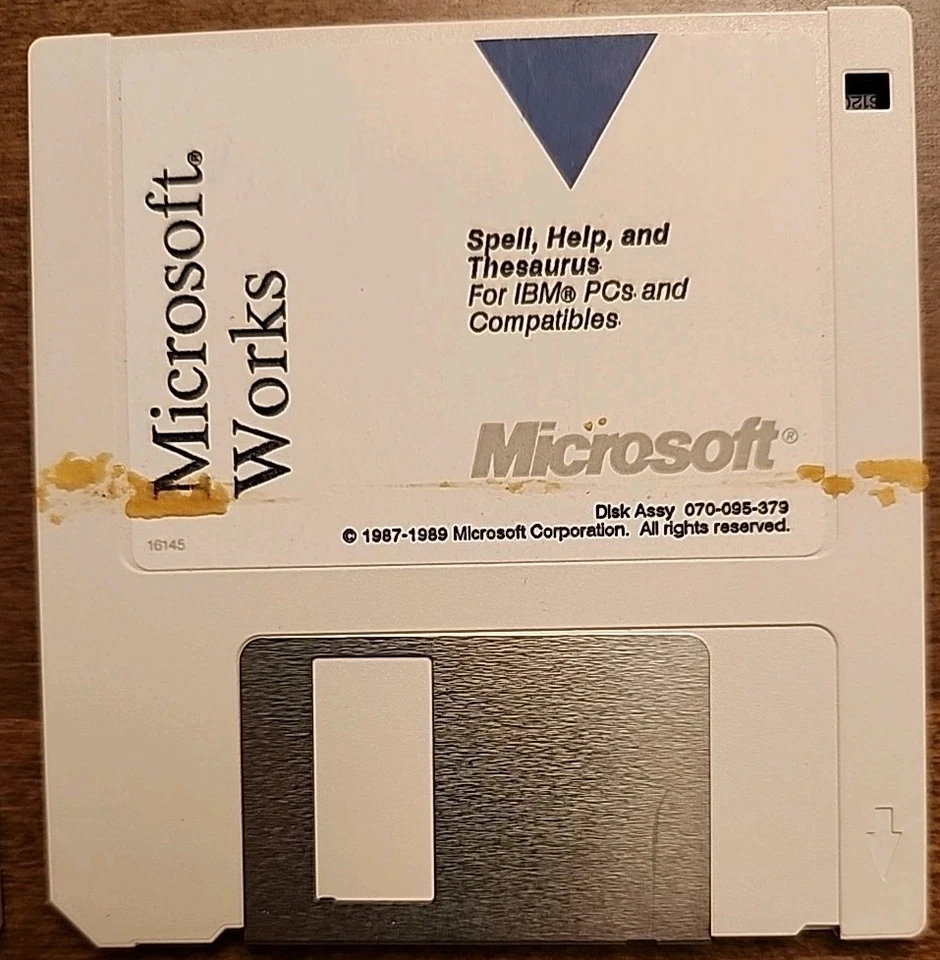 Microsoft®
Works
Spell, Help, and
Thesaurus
For IBM® PCs and
Compatibles
Microsoft®
Disk Assy 070-095-379
© 1987-1989 Microsoft Corporation. All rights reserved.
16145